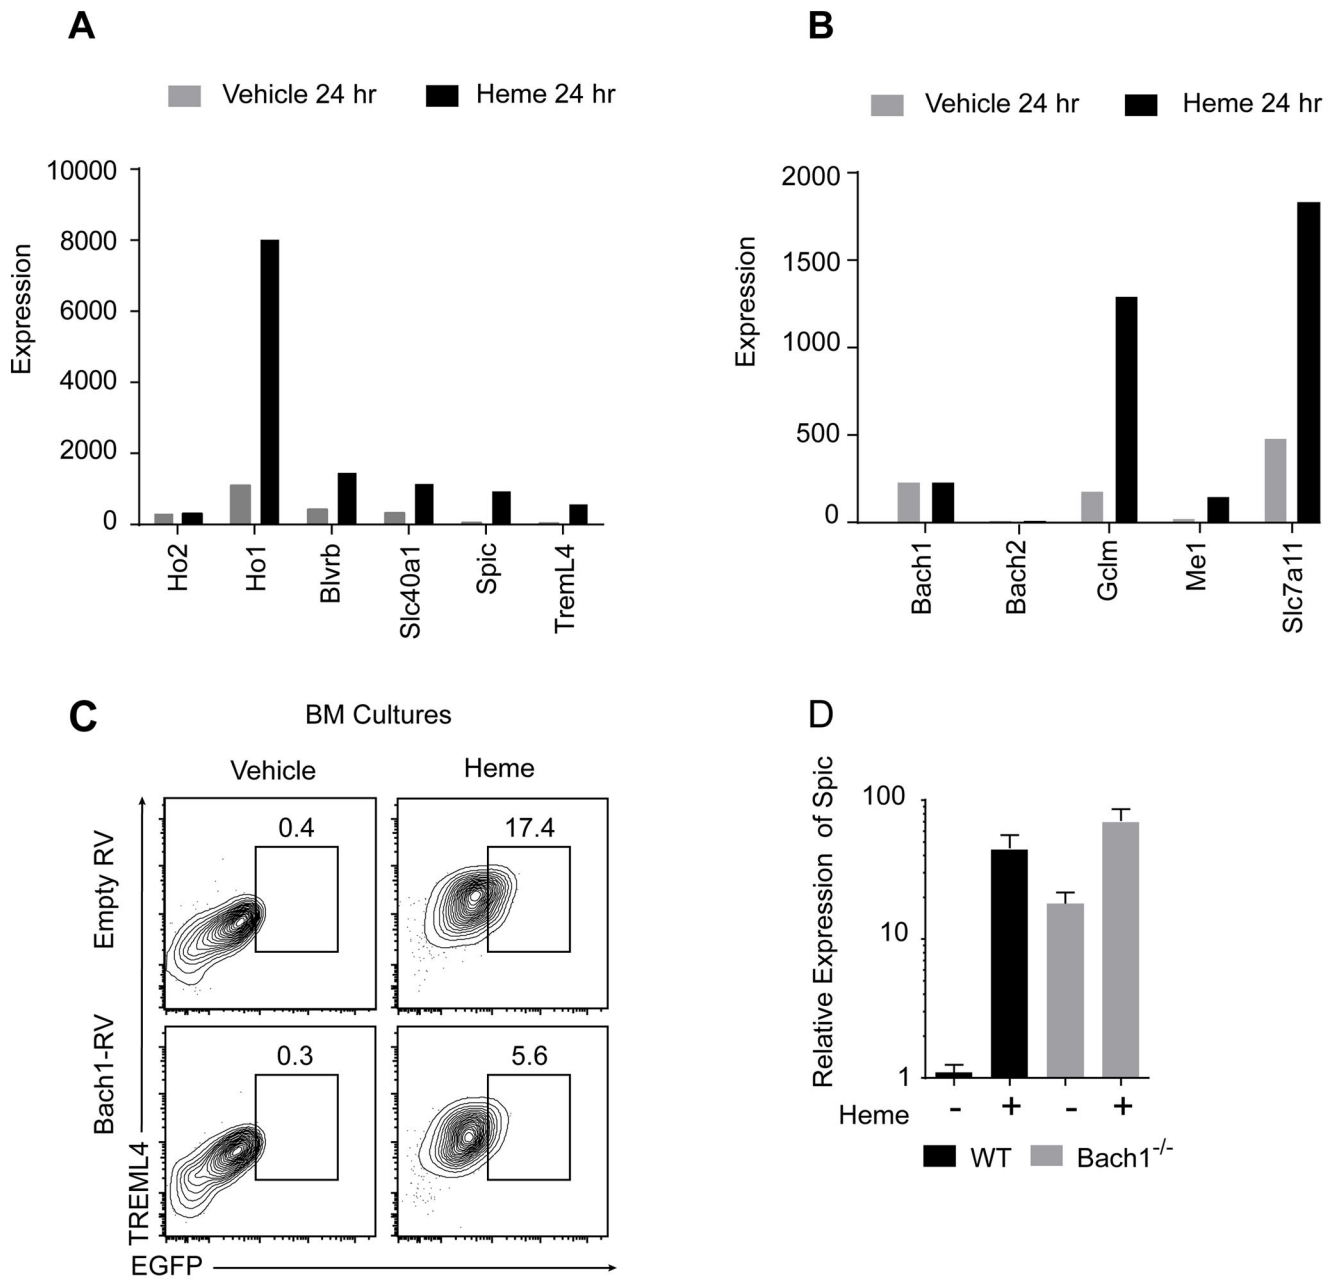 A
Vehicle 24 hr
Heme 24 hr
Expression
10000
8000
6000
4000
2000
0
Ho2
Ho1
Blvrb
Slc40a1
Spic
TremL4
B
Vehicle 24 hr
Heme 24 hr
Expression
2000
1500
1000
500
0
Bach1
Bach2
Gclm
Me1
Slc7a11
C
BM Cultures
Vehicle
Heme
Empty RV
0.4
17.4
Bach1-RV
0.3
5.6
TREML4
EGFP
D
Relative Expression of Spic
100
10
1
Heme - + - +
WT
Bach1-/-